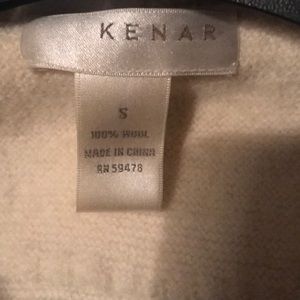 KENAR
S
100% WOOL
MADE IN CHINA
RN 59478